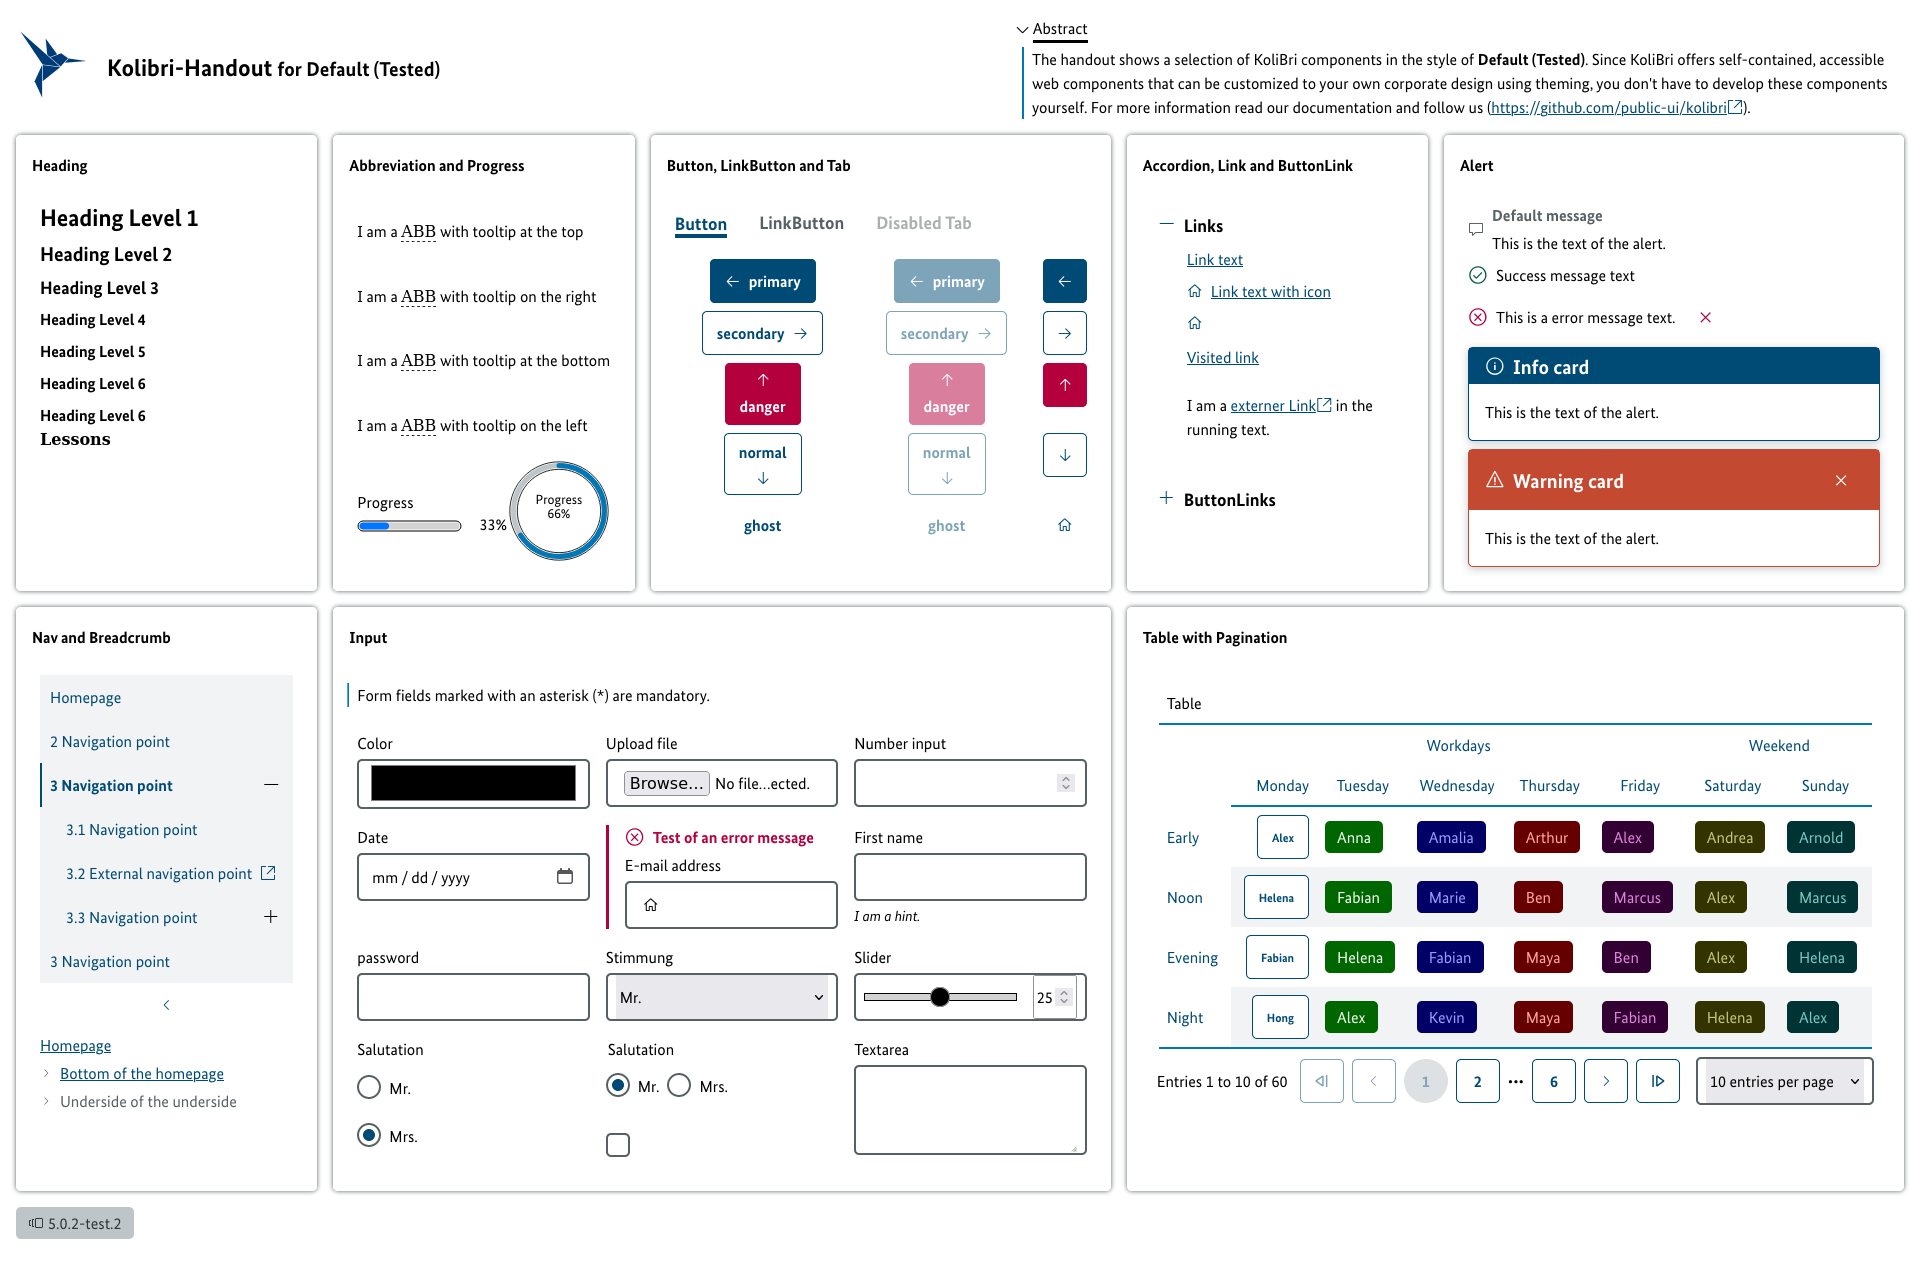 Kolibri-Handout for Default (Tested)
Abstract
The handout shows a selection of KoliBri components in the style of Default (Tested). Since KoliBri offers self-contained, accessible
web components that can be customized to your own corporate design using theming, you don't have to develop these components
yourself. For more information read our documentation and follow us (https://github.com/public-ui/kolibri).
Heading
Heading Level 1
Heading Level 2
Heading Level 3
Heading Level 4
Heading Level 5
Heading Level 6
Heading Level 6
Lessons
Abbreviation and Progress
I am a ABB with tooltip at the top
I am a ABB with tooltip on the right
I am a ABB with tooltip at the bottom
I am a ABB with tooltip on the left
Progress
33%
Progress
66%
Button, LinkButton and Tab
Button LinkButton Disabled Tab
primary primary
secondary secondary
danger danger
normal normal
ghost ghost
Accordion, Link and ButtonLink
Links
Link text
Link text with icon
Visited link
I am a externer Link in the
running text.
ButtonLinks
Alert
Default message
This is the text of the alert.
Success message text
This is a error message text.
Info card
This is the text of the alert.
Warning card
This is the text of the alert.
Nav and Breadcrumb
Homepage
2 Navigation point
3 Navigation point
3.1 Navigation point
3.2 External navigation point
3.3 Navigation point
3 Navigation point
Homepage
Bottom of the homepage
Underside of the underside
Input
Form fields marked with an asterisk (*) are mandatory.
Color
Upload file
Browse... No file...ected.
Number input
Date
mm / dd / yyyy
Test of an error message
E-mail address
First name
I am a hint.
password
Stimmung
Mr.
Slider
25
Salutation
Mr.
Mrs.
Salutation
Mr. Mrs.
Textarea
Table with Pagination
Table
Workdays Weekend
Monday Tuesday Wednesday Thursday Friday Saturday Sunday
Early Alex Anna Amalia Arthur Alex Andrea Arnold
Noon Helena Fabian Marie Ben Marcus Alex Marcus
Evening Fabian Helena Fabian Maya Ben Alex Helena
Night Hong Alex Kevin Maya Fabian Helena Alex
Entries 1 to 10 of 60 1 2 ··· 6 10 entries per page
5.0.2-test.2